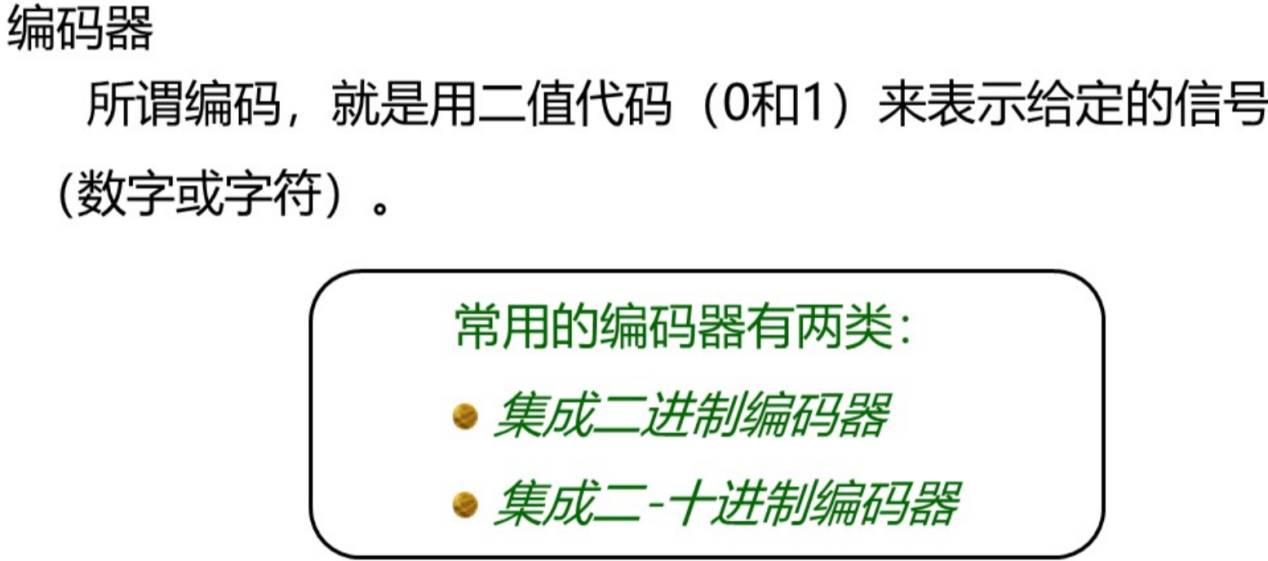 编码器
所谓编码，就是用二值代码（0和1）来表示给定的信号
（数字或字符）。
常用的编码器有两类：
集成二进制编码器
集成二-十进制编码器